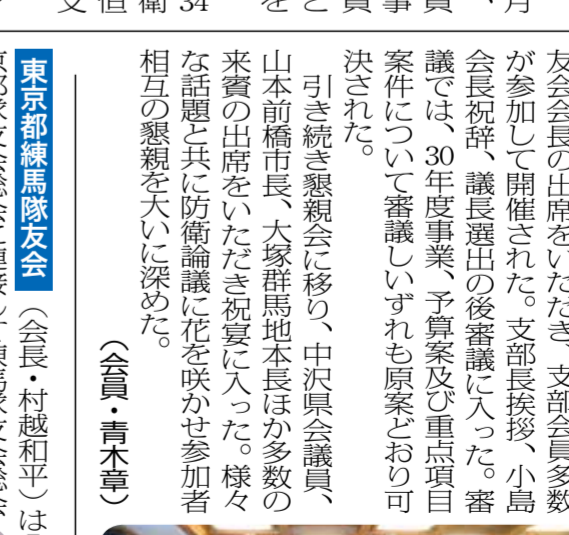 友会会長の出席をいただき、支部会員多数
が参加して開催された。支部長挨拶、小島
会長祝辞、議長選出の後審議に入った。審
議では、30年度事業、予算案及び重点項目
案件について審議しいずれも原案どおり可
決された。
引き続き懇親会に移り、中沢県会議員、
山本前橋市長、大塚群馬地本長ほか多数の
来賓の出席をいただき祝宴に入った。様々
な話題と共に防衛論議に花を咲かせ参加者
相互の懇親を大いに深めた。
（会員・青木章）
東京都練馬隊友会（会長・村越和平）は